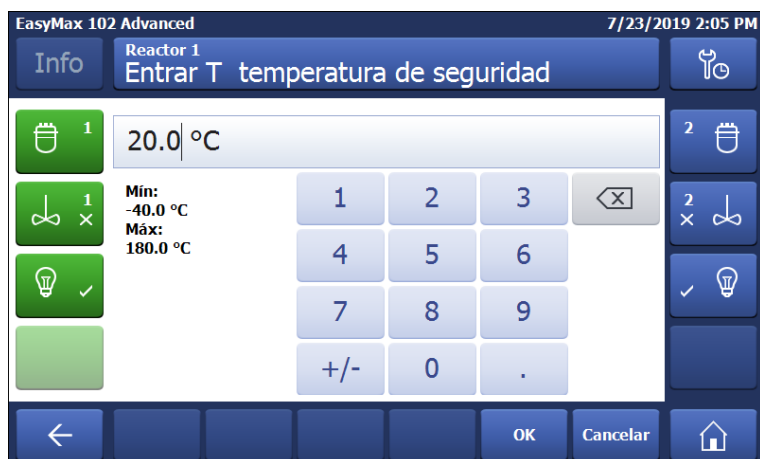 EasyMax 102 Advanced
7/23/2019 2:05 PM
Info
Reactor 1
Entrar T temperatura de seguridad
1
20.0 °C
2
1
Mín:
-40.0 °C
Máx:
180.0 °C
1 2 3
2
4 5 6
7 8 9
+/- 0 .
OK
Cancelar